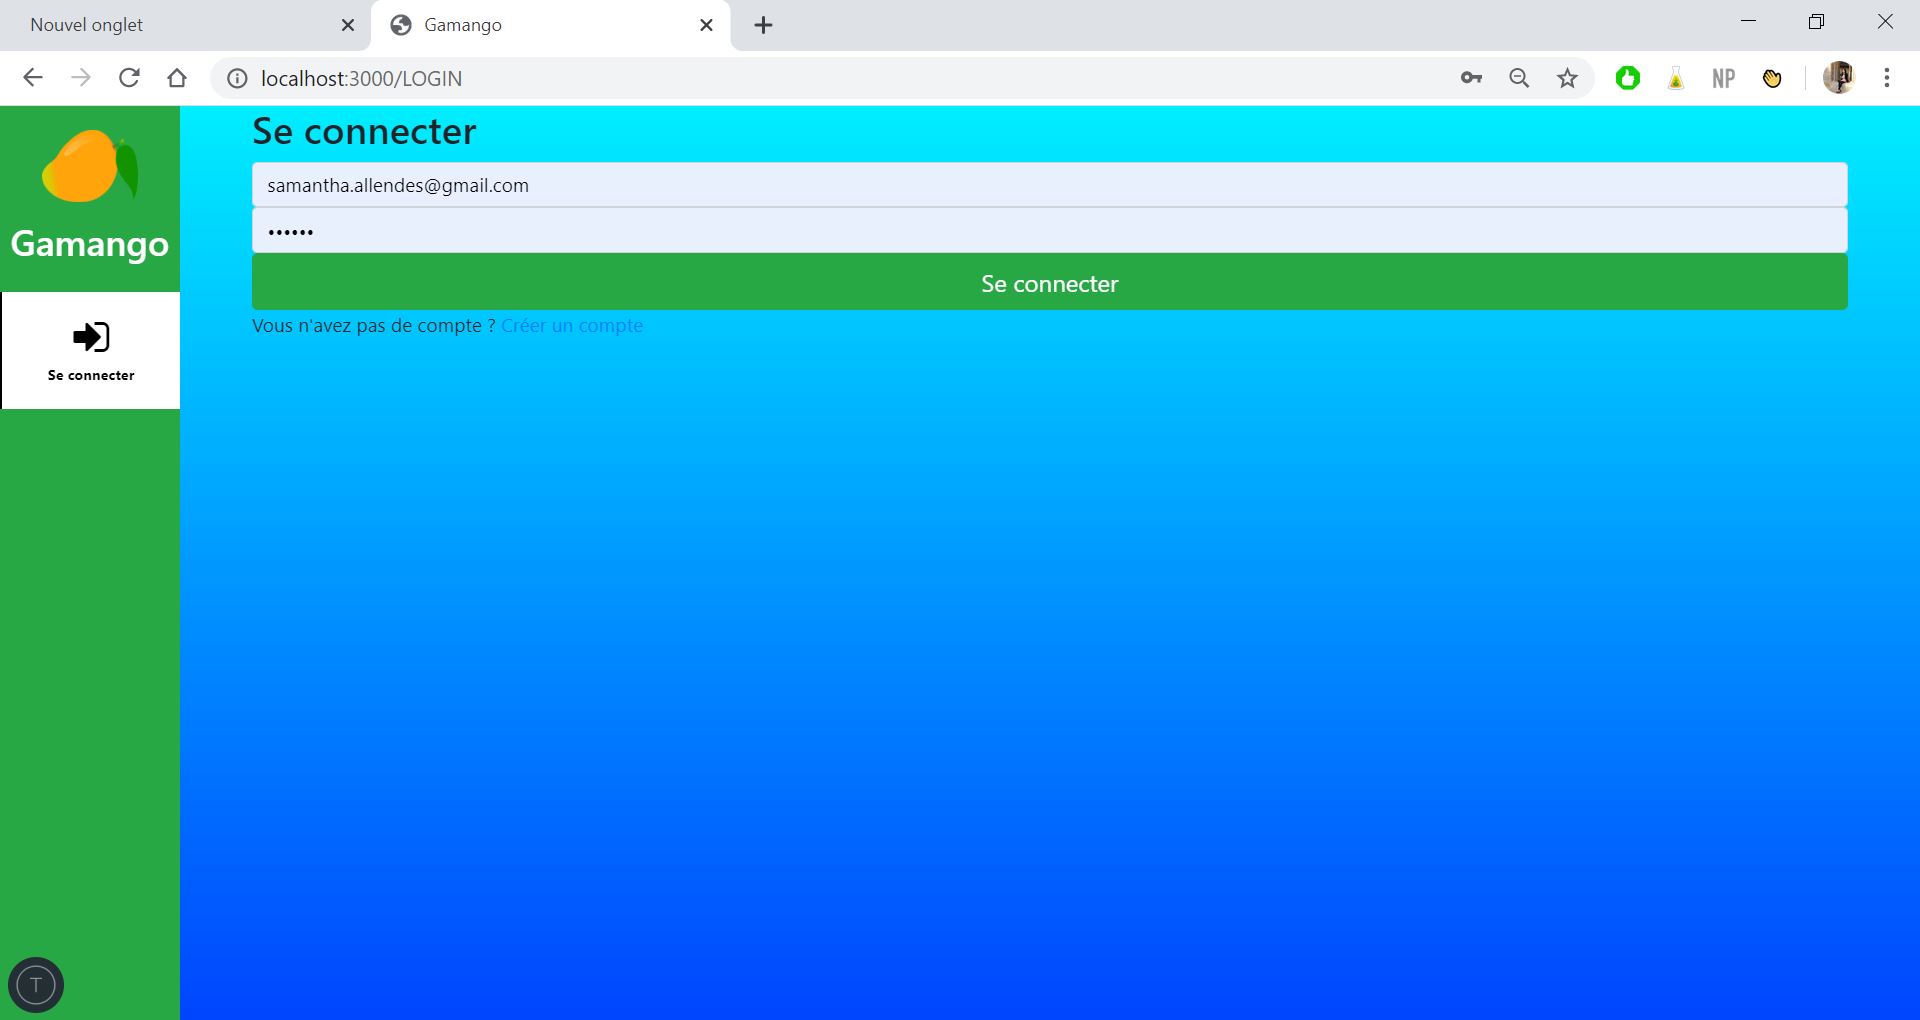 Nouvel onglet
Gamango
localhost:3000/LOGIN
NP
Gamango
Se connecter
Se connecter
samantha.allendes@gmail.com
••••••
Se connecter
Vous n'avez pas de compte ? Créer un compte
T